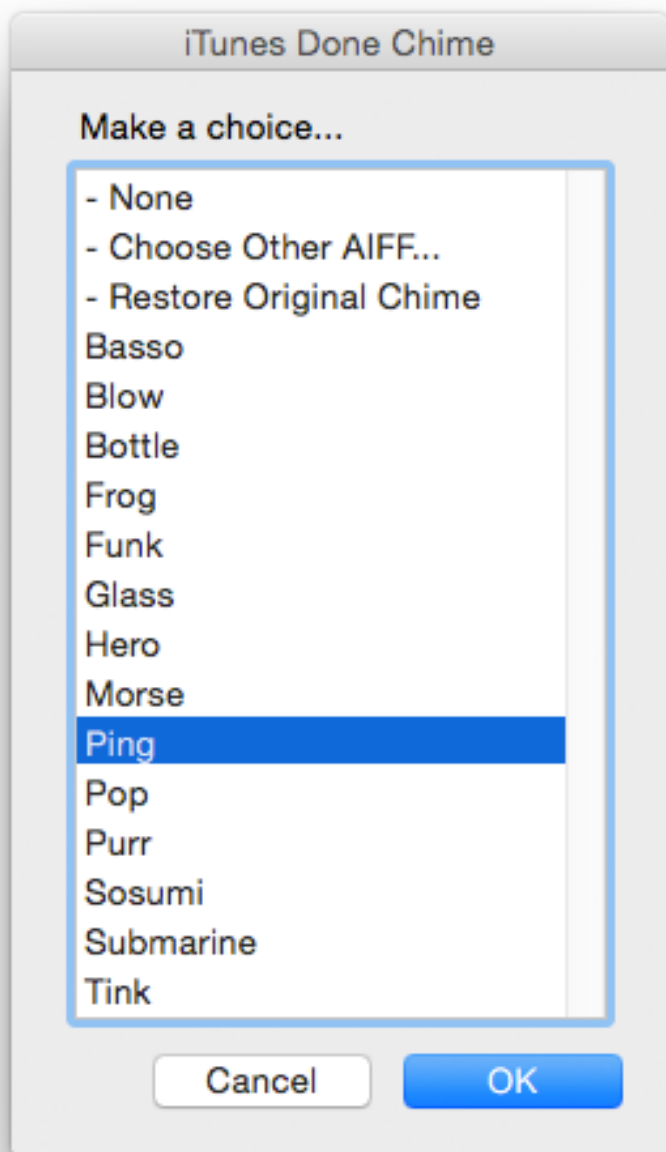 iTunes Done Chime
Make a choice...
- None
- Choose Other AIFF...
- Restore Original Chime
Basso
Blow
Bottle
Frog
Funk
Glass
Hero
Morse
Ping
Pop
Purr
Sosumi
Submarine
Tink
Cancel OK